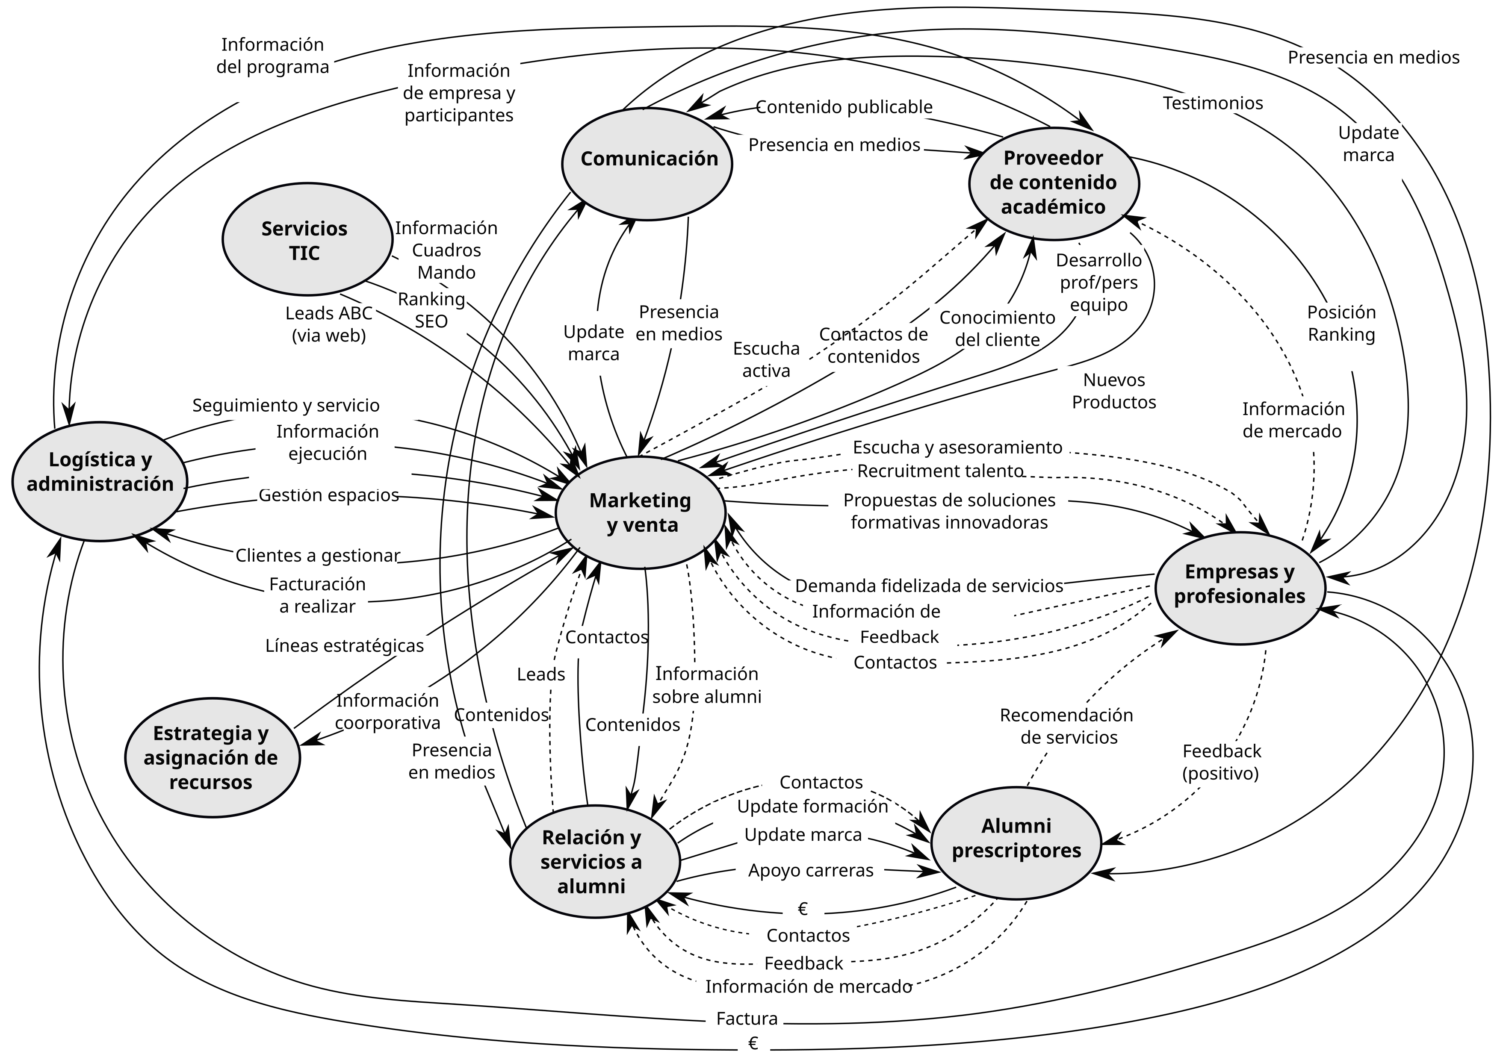 Información
del programa
Información
de empresa y
participantes
Presencia en medios
Testimonios
Update
marca
Contenido publicable
Presencia en medios
Comunicación
Proveedor
de contenido
académico
Servicios
TIC
Información
Cuadros
Mando
Ranking
SEO
Leads ABC
(via web)
Update
marca
Presencia
en medios
Escucha
activa
Contactos de
contenidos
Conocimiento
del cliente
Desarrollo
prof/pers
equipo
Nuevos
Productos
Posición
Ranking
Información
de mercado
Seguimiento y servicio
Información
ejecución
Gestión espacios
Logística y
administración
Clientes a gestionar
Facturación
a realizar
Marketing
y venta
Escucha y asesoramiento
Recruitment talento
Propuestas de soluciones
formativas innovadoras
Demanda fidelizada de servicios
Información de
Feedback
Contactos
Empresas y
profesionales
Líneas estratégicas
Información
coorporativa
Estrategia y
asignación de
recursos
Contenidos
Presencia
en medios
Leads
Contactos
Contenidos
Información
sobre alumni
Recomendación
de servicios
Feedback
(positivo)
Relación y
servicios a
alumni
Contactos
Update formación
Update marca
Apoyo carreras
€
Contactos
Feedback
Información de mercado
Alumni
prescriptores
Factura
€